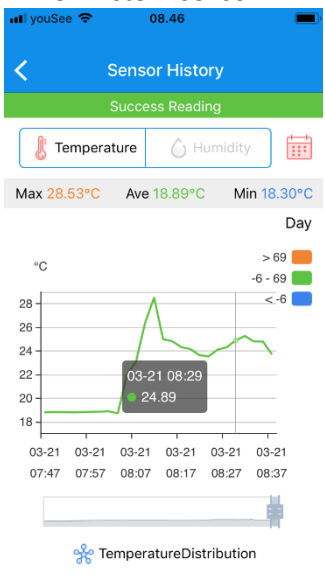 youSee 08.46
Sensor History
Success Reading
Temperature Humidity
Max 28.53°C Ave 18.89°C Min 18.30°C
Day
> 69
°C
-6 - 69
< -6
28
26
24
22
20
18
03-21 08:29
24.89
03-21 03-21 03-21 03-21 03-21 03-21
07:47 07:57 08:07 08:17 08:27 08:37
TemperatureDistribution